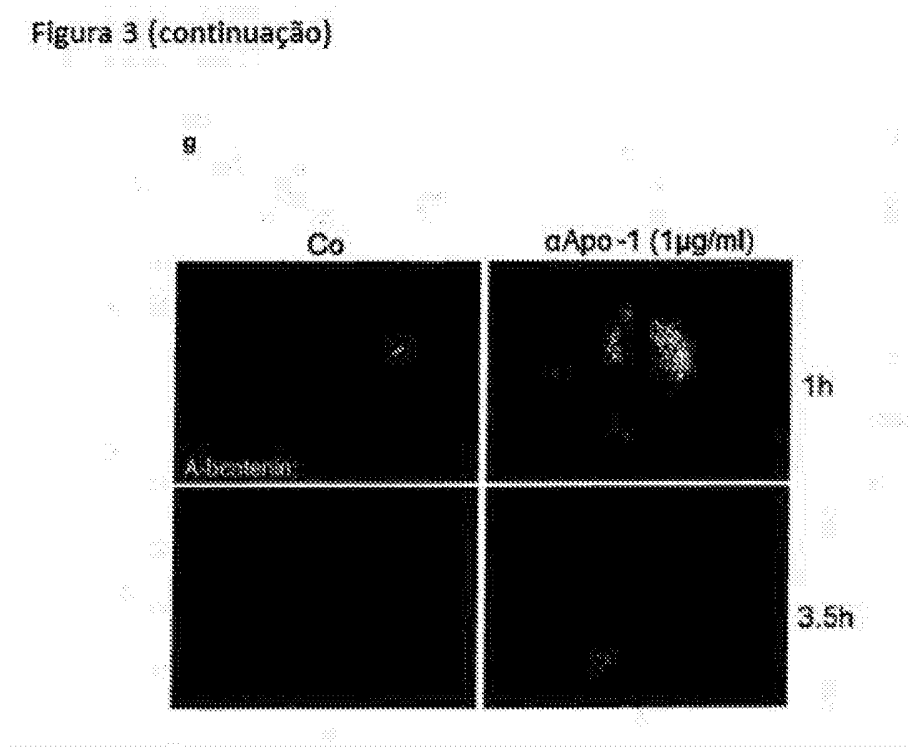 Figura 3 (continuação)
g
Co
αApo-1 (1µg/ml)
1h
3.5h